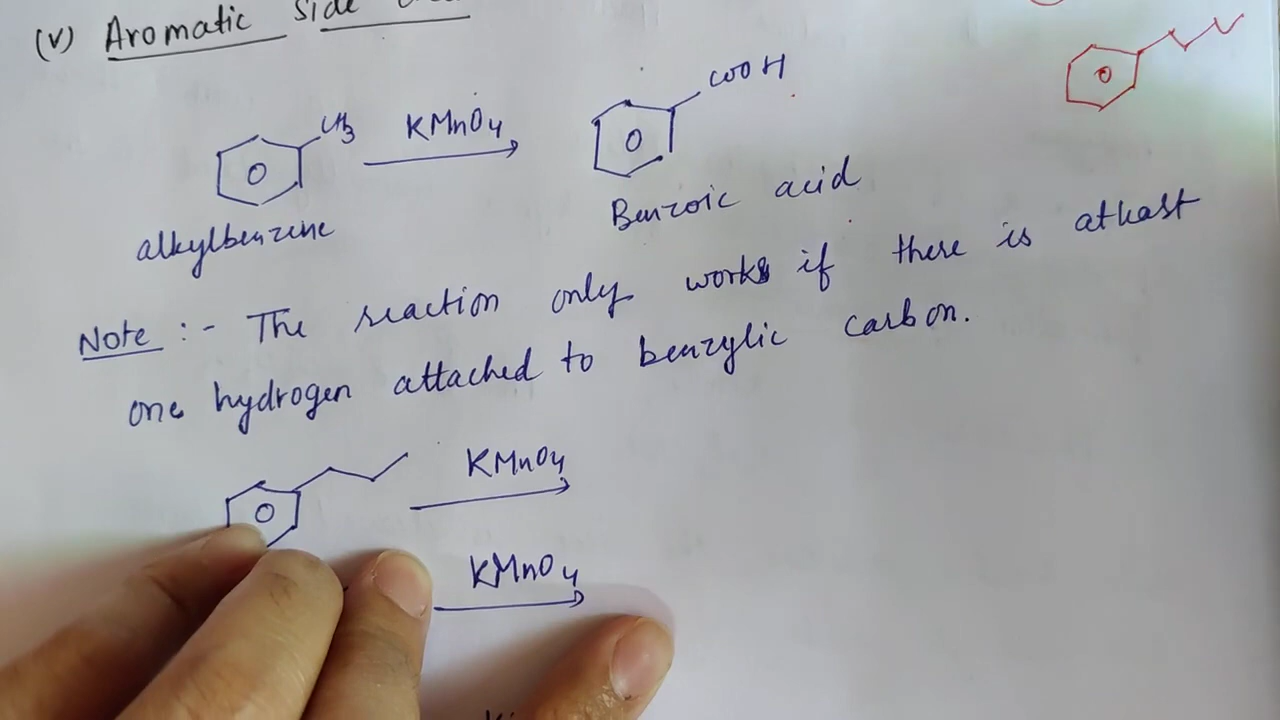 (v) Aromatic side
CH3 KMnO4 COOH
alkylbenzene Benzoic acid
Note :- The reaction only works if there is atleast
one hydrogen attached to benzylic carbon.
KMnO4
KMnO4